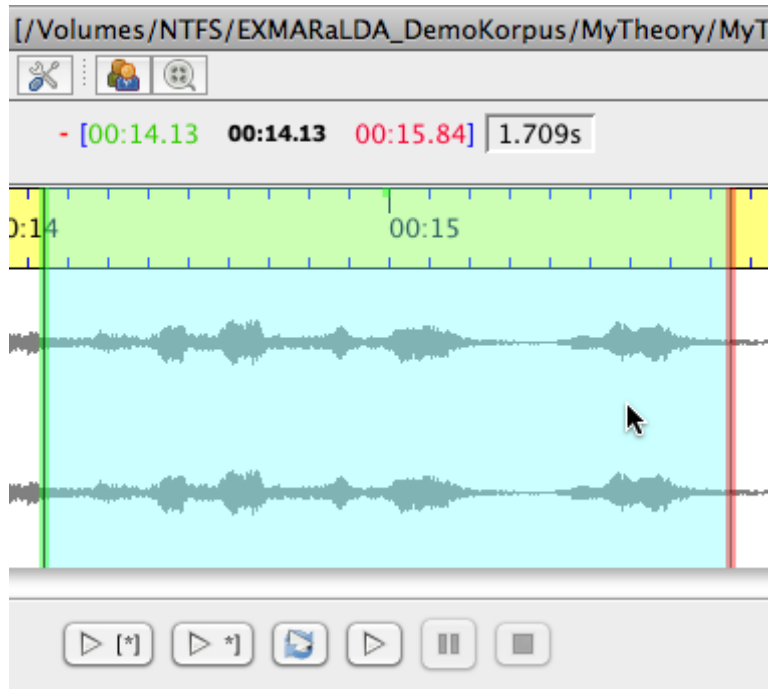 [/Volumes/NTFS/EXMARaLDA_DemoKorpus/MyTheory/MyT
- [00:14.13 00:14.13 00:15.84] 1.709s
0:14 00:15
[*] *]